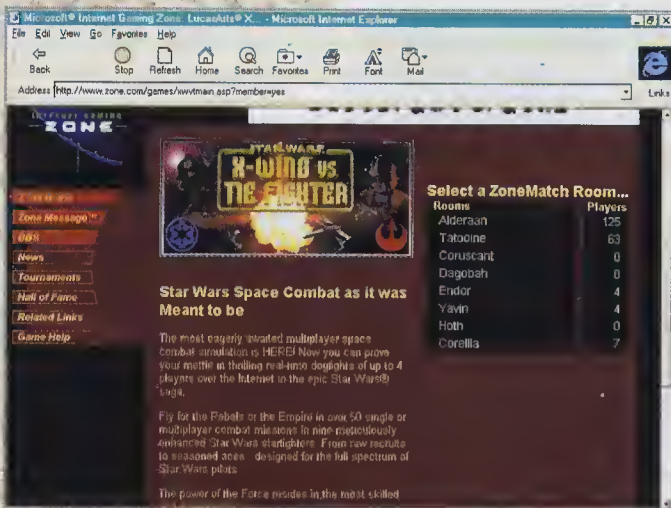 Microsoft® Internet Gaming Zone: LucasArts® X... - Microsoft Internet Explorer
File Edit View Go Favorites Help
Back Stop Refresh Home Search Favorites Print Font Mail
Address http://www.zone.com/games/xwvtmain.asp?member=yes
Links
INTERNET GAMING
ZONE
Zone Message
BBS
News
Tournaments
Hall of Fame
Related Links
Game Help
STAR WARS
X-WING VS.
TIE FIGHTER
Star Wars Space Combat as it was
Meant to be
The most eagerly awaited multiplayer space
combat simulation is HERE! Now you can prove
your mettle in thrilling real-time dogfights of up to 4
players over the Internet in the epic Star Wars®
saga.
Fly for the Rebels or the Empire in over 50 single or
multiplayer combat missions in nine meticulously
enhanced Star Wars starfighters. From raw recruits
to seasoned aces designed for the full spectrum of
Star Wars pilots
The power of the Force resides in the most skilled
Select a ZoneMatch Room...
Rooms Players
Alderaan 125
Tatooine 63
Coruscant 0
Dagobah 0
Endor 4
Yavin 4
Hoth 0
Corellia 7